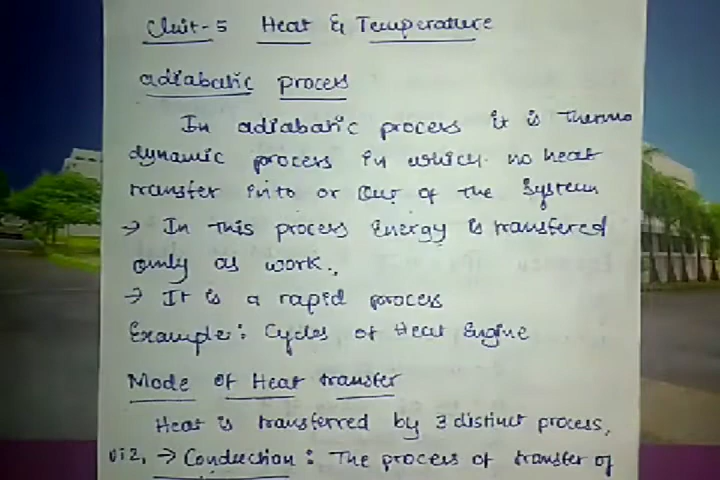 Unit-5 Heat & Temperature
adiabatic process
In adiabatic process it is Thermo
dynamic process in which no heat
transfer into or out of the system
→ In this process Energy is transferred
only as work.,
→ It is a rapid process
Example: Cycles of Heat Engine
Mode of Heat transfer
Heat is transferred by 3 distinct process,
viz, → Conduction : The process of transfer of